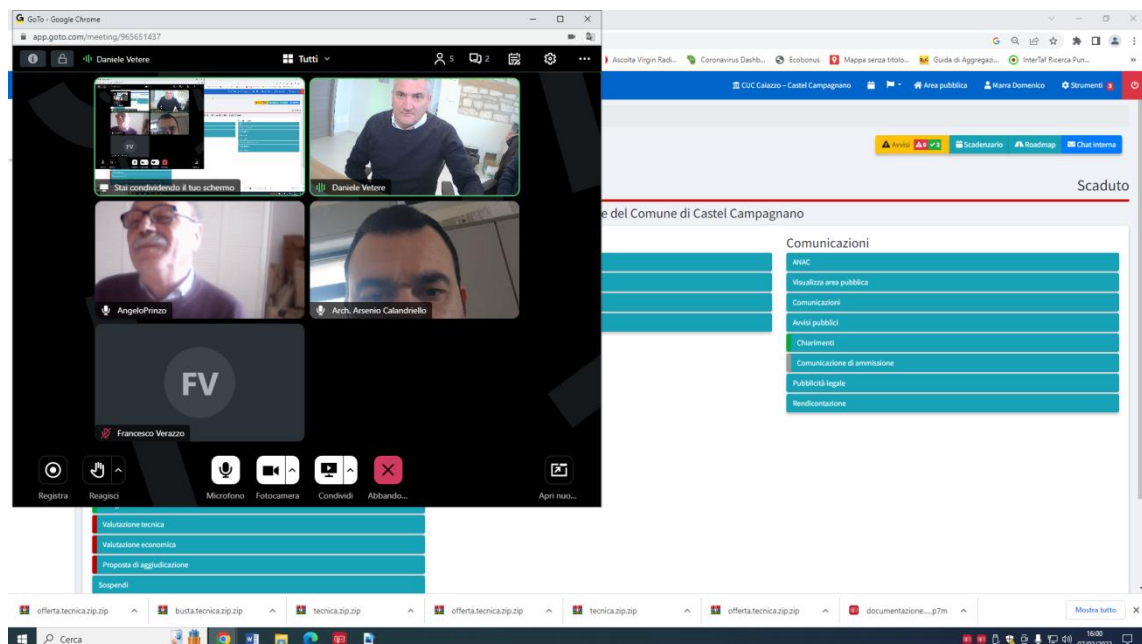 GoTo - Google Chrome
app.goto.com/meeting/965651437
Daniele Vetere
Tutti
5
2
Stai condividendo il tuo schermo
Daniele Vetere
AngeloPrinzo
Arch. Arsenio Calandriello
FV
Francesco Verazzo
Registra
Reagisci
Microfono
Fotocamera
Condividi
Abbando...
Apri nuo...
Ascolta Virgin Radi...
Coronavirus Dashb...
Ecobonus
Mappa senza titolo...
Guida di Aggregazi...
InterTaf Ricerca Pun...
»
CUC Caiazzo – Castel Campagnano
Area pubblica
Marra Domenico
Strumenti
Avvisi
Scadenzario
Roadmap
Chat interna
Scaduto
e del Comune di Castel Campagnano
Comunicazioni
ANAC
Visualizza area pubblica
Comunicazioni
Avvisi pubblici
Chiarimenti
Comunicazione di ammissione
Pubblicità legale
Rendicontazione
Valutazione tecnica
Valutazione economica
Proposta di aggiudicazione
Sospendi
offerta.tecnica.zip.zip
busta.tecnica.zip.zip
tecnica.zip.zip
offerta.tecnica.zip.zip
tecnica.zip.zip
offerta.tecnica.zip.zip
documentazione.....p7m
Mostra tutto
Cerca
16:00